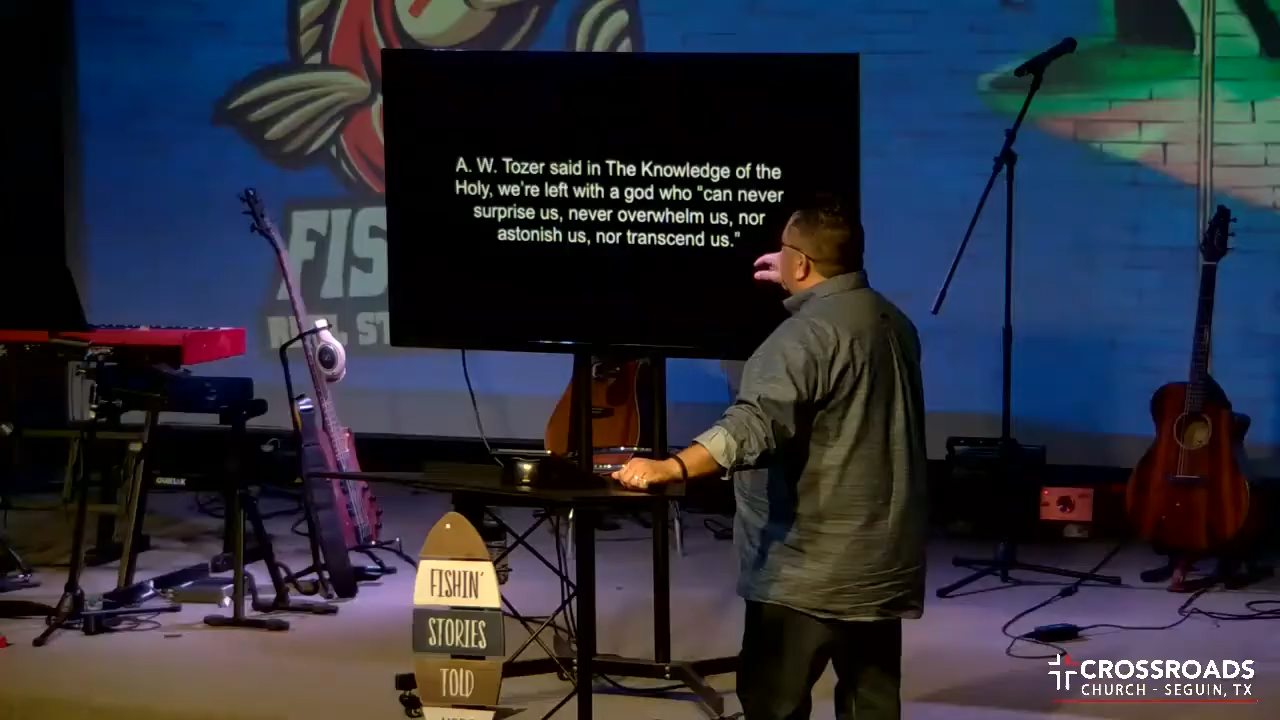 A. W. Tozer said in The Knowledge of the
Holy, we're left with a god who "can never
surprise us, never overwhelm us, nor
astonish us, nor transcend us."
FIS
FISHIN'
STORIES
TOLD
CROSSROADS
CHURCH - SEGUIN, TX